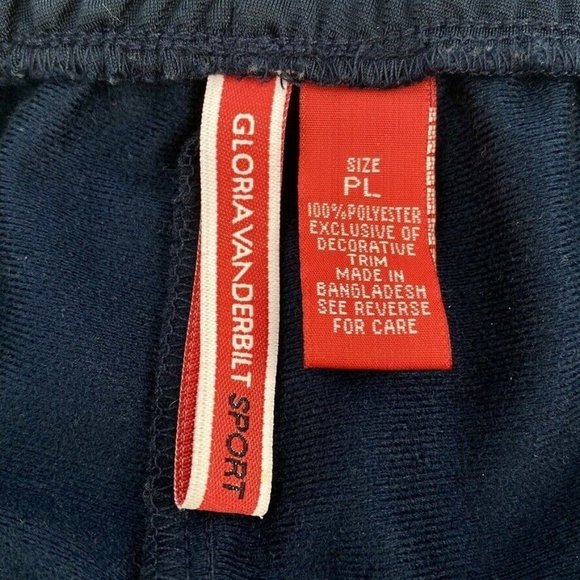 GLORIA VANDERBILT SPORT
SIZE
PL
100%POLYESTER
EXCLUSIVE OF
DECORATIVE
TRIM
MADE IN
BANGLADESH
SEE REVERSE
FOR CARE